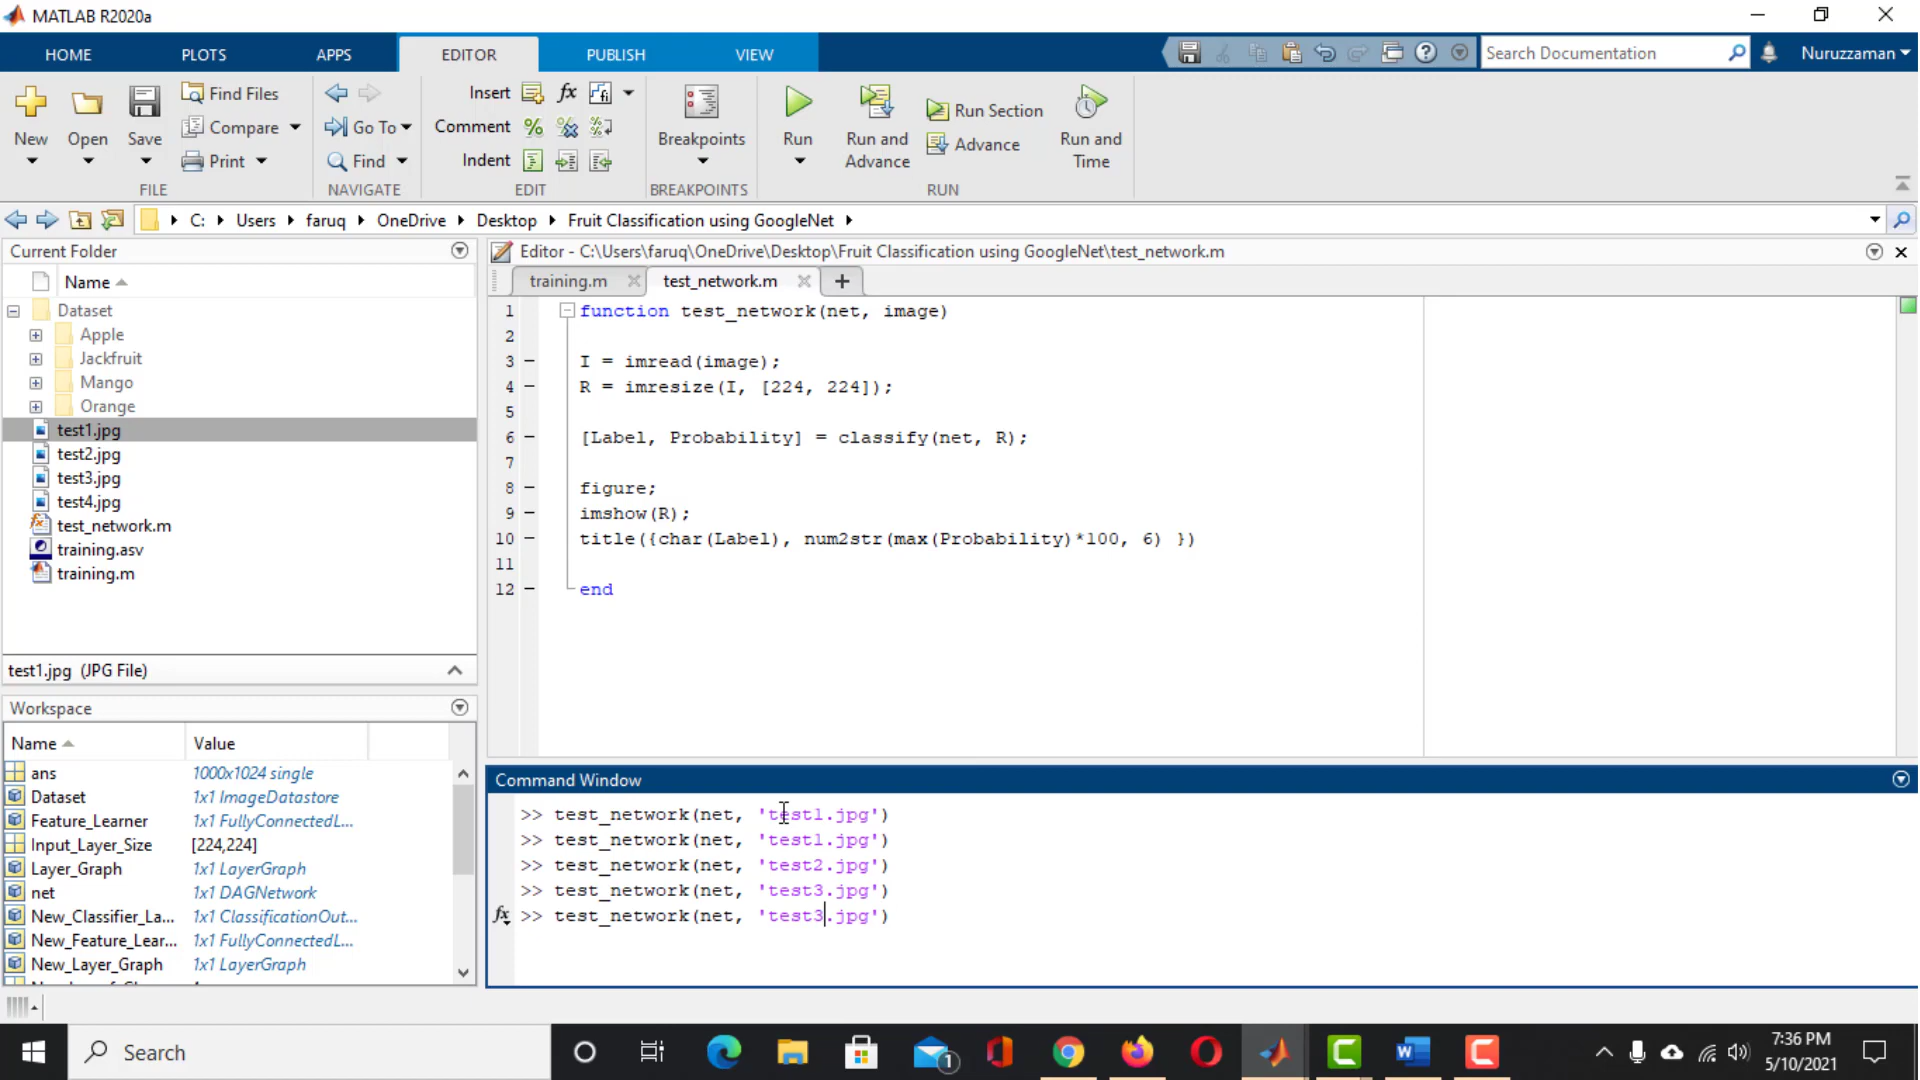 MATLAB R2020a
HOME PLOTS APPS EDITOR PUBLISH VIEW Search Documentation Nuruzzaman
New Open Save Find Files Compare Print
Go To Find
Insert fx
Comment
Indent
Breakpoints Run Run and Advance Run Section Advance Run and Time
FILE NAVIGATE EDIT BREAKPOINTS RUN
C: Users faruq OneDrive Desktop Fruit Classification using GoogleNet
Current Folder
Name
Dataset
Apple
Jackfruit
Mango
Orange
test1.jpg
test2.jpg
test3.jpg
test4.jpg
test_network.m
training.asv
training.m
test1.jpg (JPG File)
Workspace
Name Value
ans 1000x1024 single
Dataset 1x1 ImageDatastore
Feature_Learner 1x1 FullyConnectedL...
Input_Layer_Size [224,224]
Layer_Graph 1x1 LayerGraph
net 1x1 DAGNetwork
New_Classifier_La... 1x1 ClassificationOut...
New_Feature_Lear... 1x1 FullyConnectedL...
New_Layer_Graph 1x1 LayerGraph
Editor - C:\Users\faruq\OneDrive\Desktop\Fruit Classification using GoogleNet\test_network.m
training.m test_network.m
1 function test_network(net, image)
2
3 I = imread(image);
4 R = imresize(I, [224, 224]);
5
6 [Label, Probability] = classify(net, R);
7
8 figure;
9 imshow(R);
10 title({char(Label), num2str(max(Probability)*100, 6) })
11
12 end
Command Window
>> test_network(net, 'test1.jpg')
>> test_network(net, 'test1.jpg')
>> test_network(net, 'test2.jpg')
>> test_network(net, 'test3.jpg')
fx >> test_network(net, 'test3.jpg')
Search
1
7:36 PM
5/10/2021